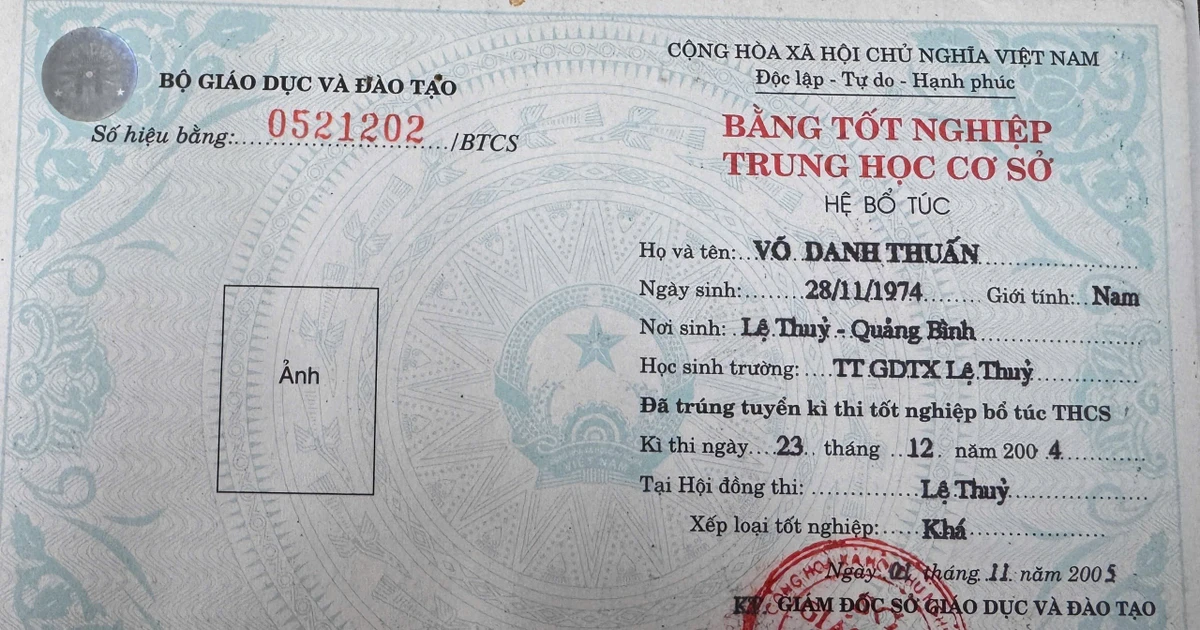 BỘ GIÁO DỤC VÀ ĐÀO TẠO
Số hiệu bằng:....0521202..../BTCS
CỘNG HÒA XÃ HỘI CHỦ NGHĨA VIỆT NAM
Độc lập - Tự do - Hạnh phúc
BẰNG TỐT NGHIỆP
TRUNG HỌC CƠ SỞ
HỆ BỔ TÚC
Họ và tên:..VÕ DANH THUẤN
Ngày sinh:.......28/11/1974....... Giới tính:..Nam
Nơi sinh:..Lệ Thuỷ - Quảng Bình
Học sinh trường:....TT GDTX Lệ Thuỷ
Đã trúng tuyển kì thi tốt nghiệp bổ túc THCS
Kì thi ngày....23.. tháng ..12. năm 2004
Tại Hội đồng thi:..............Lệ Thuỷ
Xếp loại tốt nghiệp:.....Khá
Ngày tháng 11 năm 2005
KT. GIÁM ĐỐC SỞ GIÁO DỤC VÀ ĐÀO TẠO
Ảnh
VIỆT NAM